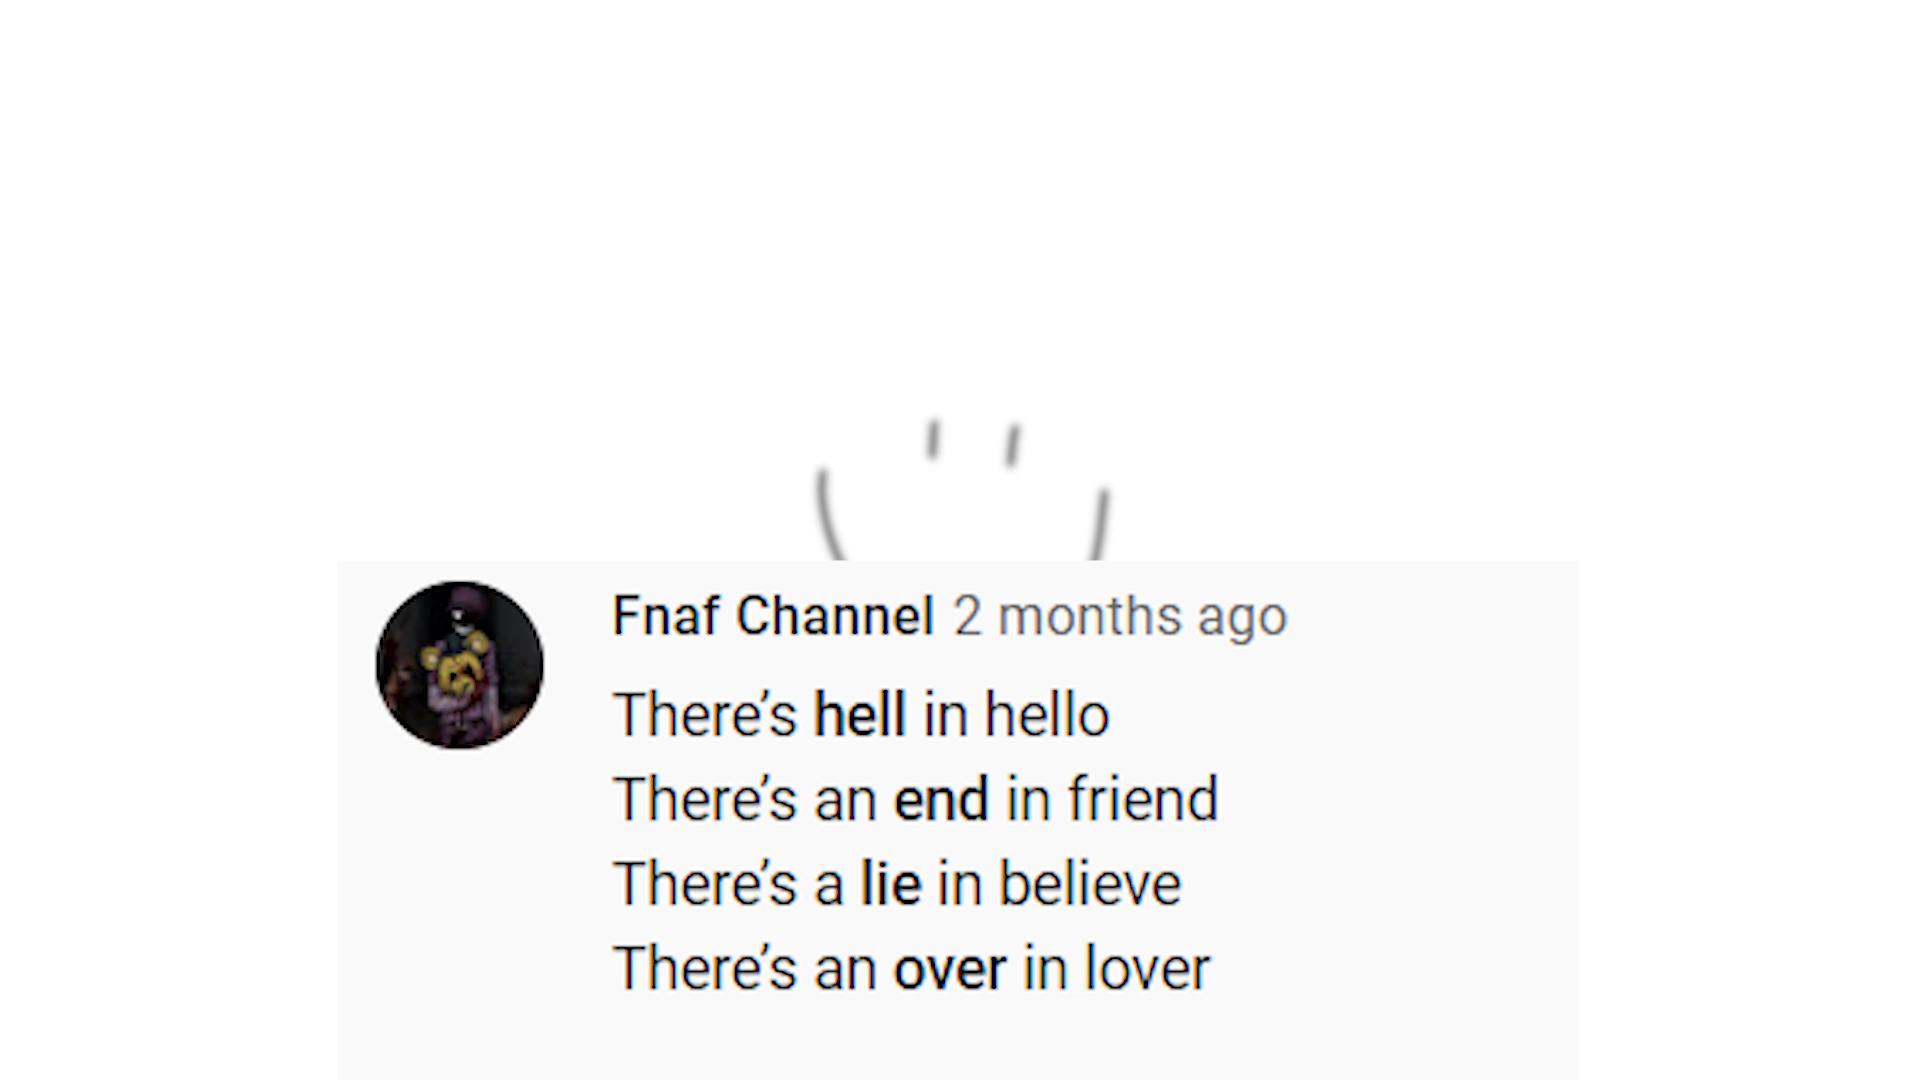 Fnaf Channel 2 months ago
There’s hell in hello
There’s an end in friend
There’s a lie in believe
There’s an over in lover